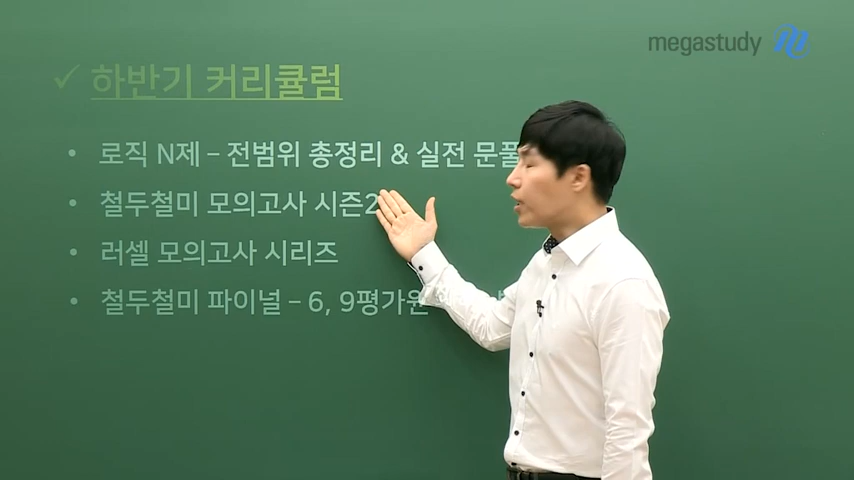 megastudy
✓ 하반기 커리큘럼
• 로직 N제 – 전범위 총정리 & 실전 문풀
• 철두철미 모의고사 시즌2
• 러셀 모의고사 시리즈
• 철두철미 파이널 – 6, 9평가원